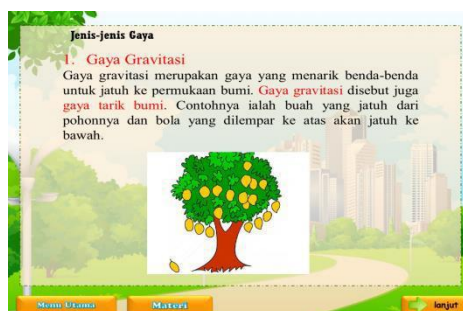 Jenis-jenis Gaya
1. Gaya Gravitasi
Gaya gravitasi merupakan gaya yang menarik benda-benda
untuk jatuh ke permukaan bumi. Gaya gravitasi disebut juga
gaya tarik bumi. Contohnya ialah buah yang jatuh dari
pohonnya dan bola yang dilempar ke atas akan jatuh ke
bawah.
Menu Utama
Materi
lanjut